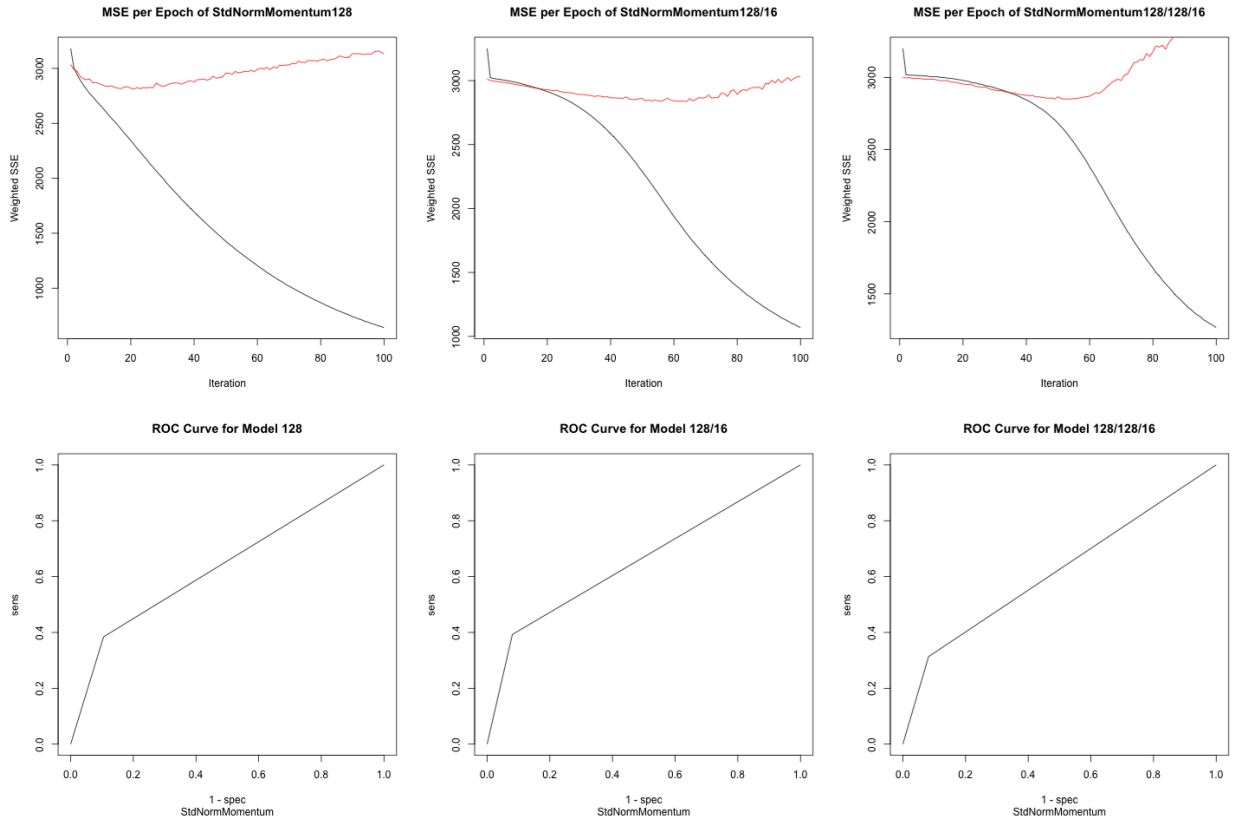 MSE per Epoch of StdNormMomentum128
Weighted SSE
3000
2500
2000
1500
1000
0 20 40 60 80 100
Iteration
MSE per Epoch of StdNormMomentum128/16
Weighted SSE
3000
2500
2000
1500
1000
0 20 40 60 80 100
Iteration
MSE per Epoch of StdNormMomentum128/128/16
Weighted SSE
3000
2500
2000
1500
0 20 40 60 80 100
Iteration
ROC Curve for Model 128
sens
1.0
0.8
0.6
0.4
0.2
0.0
0.0 0.2 0.4 0.6 0.8 1.0
1 - spec
StdNormMomentum
ROC Curve for Model 128/16
sens
1.0
0.8
0.6
0.4
0.2
0.0
0.0 0.2 0.4 0.6 0.8 1.0
1 - spec
StdNormMomentum
ROC Curve for Model 128/128/16
sens
1.0
0.8
0.6
0.4
0.2
0.0
0.0 0.2 0.4 0.6 0.8 1.0
1 - spec
StdNormMomentum